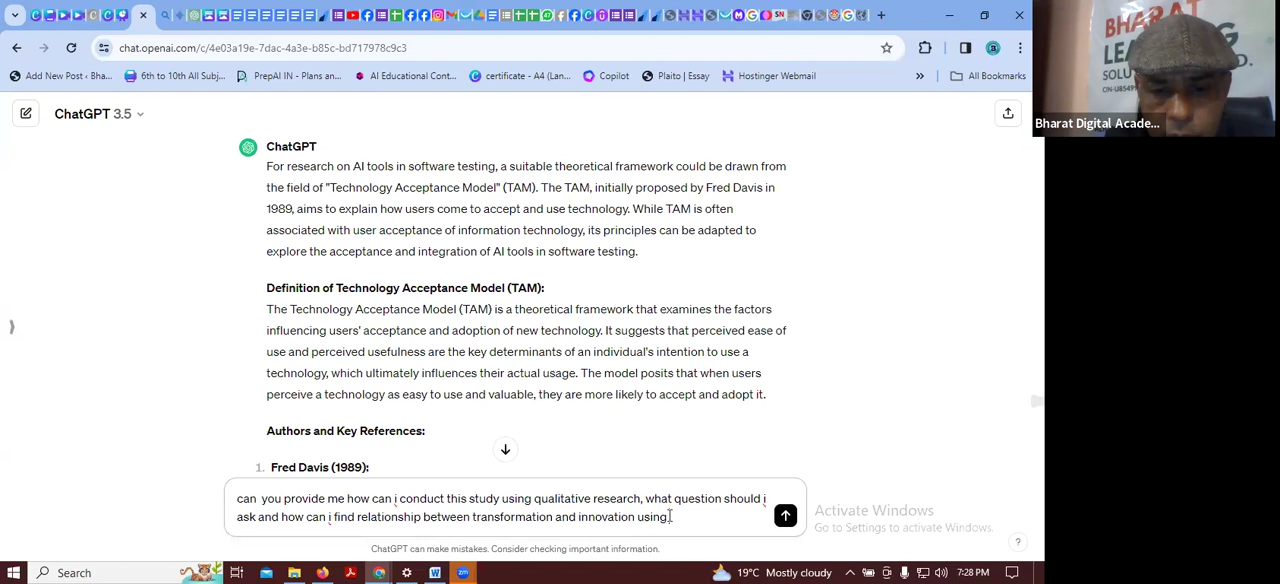 chat.openai.com/c/4e03a19e-7dac-4a3e-b85c-bd717978c9c3
Add New Post ‹ Bha...
6th to 10th All Subj...
PrepAI IN - Plans an...
AI Educational Cont...
certificate - A4 (Lan...
Copilot
Plaito | Essay
Hostinger Webmail
»
All Bookmarks
BHARAT
SOLU
D.
Bharat Digital Acade...
ChatGPT 3.5
ChatGPT
For research on AI tools in software testing, a suitable theoretical framework could be drawn from
the field of "Technology Acceptance Model" (TAM). The TAM, initially proposed by Fred Davis in
1989, aims to explain how users come to accept and use technology. While TAM is often
associated with user acceptance of information technology, its principles can be adapted to
explore the acceptance and integration of AI tools in software testing.
Definition of Technology Acceptance Model (TAM):
The Technology Acceptance Model (TAM) is a theoretical framework that examines the factors
influencing users' acceptance and adoption of new technology. It suggests that perceived ease of
use and perceived usefulness are the key determinants of an individual's intention to use a
technology, which ultimately influences their actual usage. The model posits that when users
perceive a technology as easy to use and valuable, they are more likely to accept and adopt it.
Authors and Key References:
1. Fred Davis (1989):
can you provide me how can i conduct this study using qualitative research, what question should i
ask and how can i find relationship between transformation and innovation using
Activate Windows
Go to Settings to activate Windows.
ChatGPT can make mistakes. Consider checking important information.
?
Search
19°C Mostly cloudy
7:28 PM